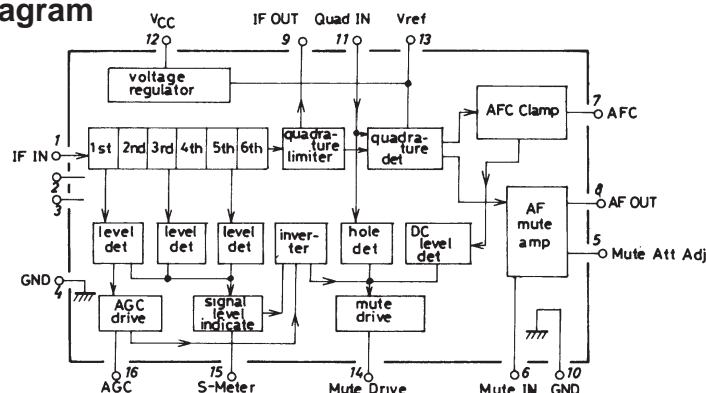 agram
VCC
IF OUT
Quad IN
Vref
12
9
11
13
voltage
regulator
7
AFC
AFC Clamp
1
IF IN
1st
2nd
3rd
4th
5th
6th
quadra-
ture
limiter
quadra-
ture
det
2
3
8
AF OUT
AF
mute
amp
level
det
level
det
level
det
inver-
ter
hole
det
DC
level
det
5
Mute Att Adj
GND
4
AGC
drive
signal
level
indicate
mute
drive
16
15
14
6
10
AGC
S-Meter
Mute Drive
Mute IN
GND